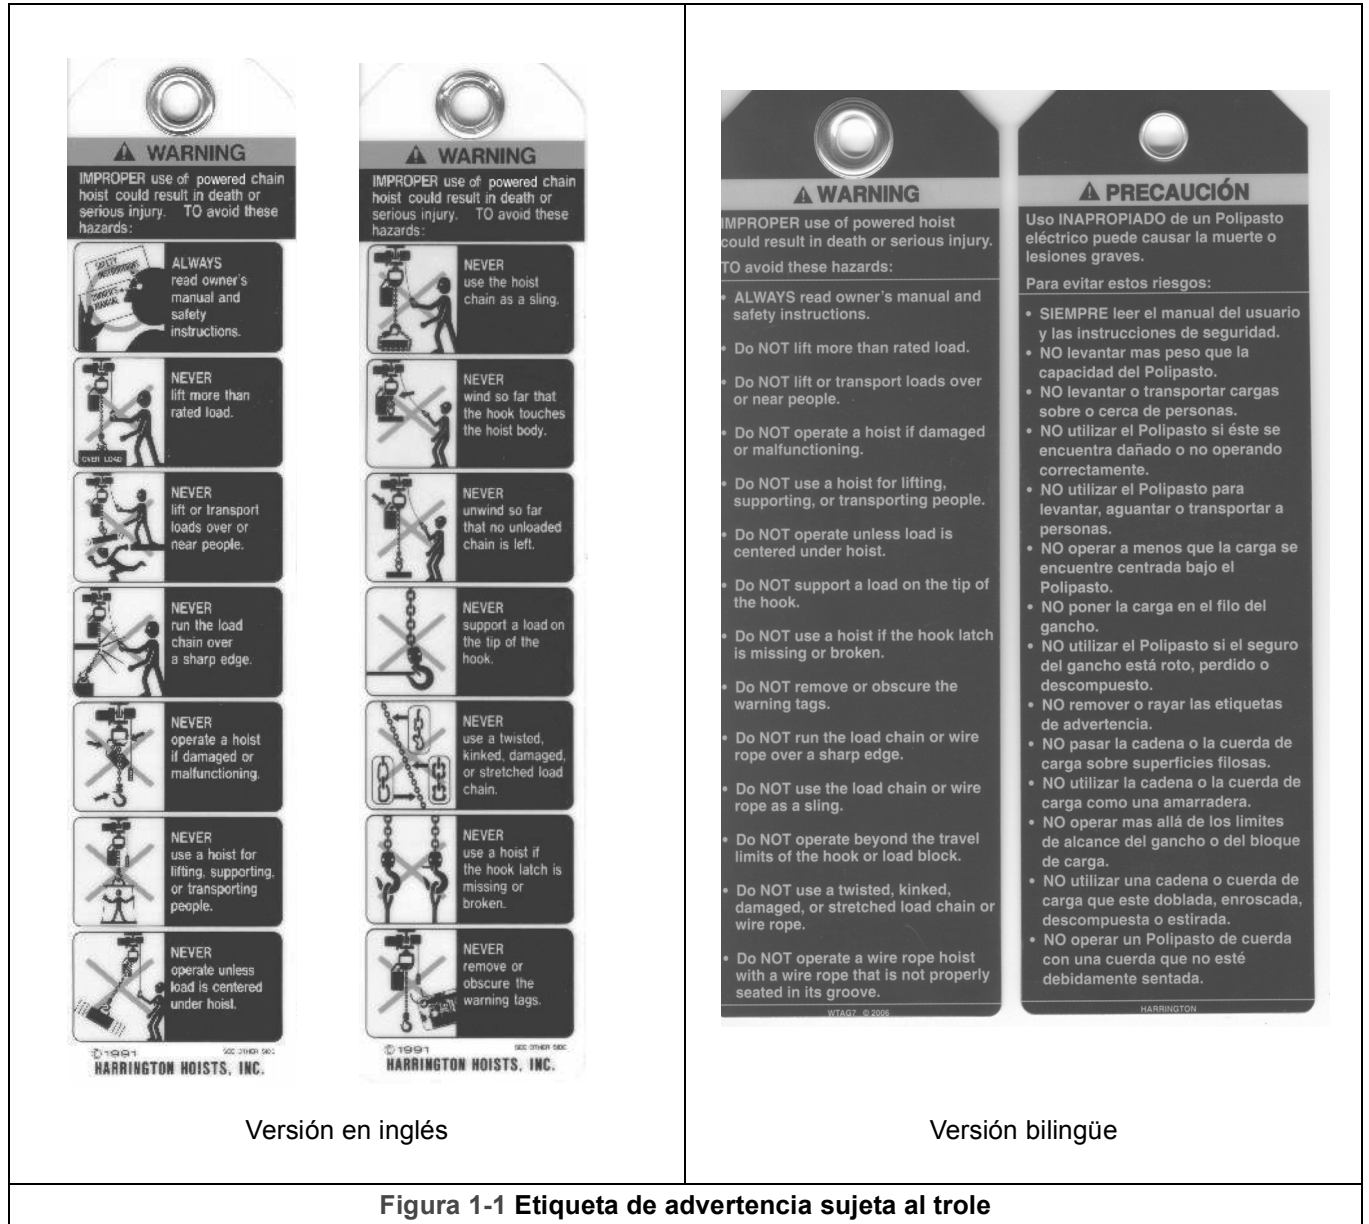 WARNING
IMPROPER use of powered chain
hoist could result in death or
serious injury. TO avoid these
hazards:
SAFETY
INSTRUCTIONS
OWNER'S
MANUAL
ALWAYS
read owner's
manual and
safety
instructions.
NEVER
lift more than
rated load.
OVER LOAD
NEVER
lift or transport
loads over or
near people.
NEVER
run the load
chain over
a sharp edge.
NEVER
operate a hoist
if damaged or
malfunctioning.
NEVER
use a hoist for
lifting, supporting,
or transporting
people.
NEVER
operate unless
load is centered
under hoist.
©1991
SEE OTHER SIDE
HARRINGTON HOISTS, INC.
WARNING
IMPROPER use of powered chain
hoist could result in death or
serious injury. TO avoid these
hazards:
NEVER
use the hoist
chain as a sling.
NEVER
wind so far that
the hook touches
the hoist body.
NEVER
unwind so far
that no unloaded
chain is left.
NEVER
support a load on
the tip of the
hook.
NEVER
use a twisted,
kinked, damaged,
or stretched load
chain.
NEVER
use a hoist if
the hook latch is
missing or
broken.
NEVER
remove or
obscure the
warning tags.
©1991
SEE OTHER SIDE
HARRINGTON HOISTS, INC.
Versión en inglés
WARNING
IMPROPER use of powered hoist
could result in death or serious injury.
TO avoid these hazards:
• ALWAYS read owner's manual and
safety instructions.
• Do NOT lift more than rated load.
• Do NOT lift or transport loads over
or near people.
• Do NOT operate a hoist if damaged
or malfunctioning.
• Do NOT use a hoist for lifting,
supporting, or transporting people.
• Do NOT operate unless load is
centered under hoist.
• Do NOT support a load on the tip of
the hook.
• Do NOT use a hoist if the hook latch
is missing or broken.
• Do NOT remove or obscure the
warning tags.
• Do NOT run the load chain or wire
rope over a sharp edge.
• Do NOT use the load chain or wire
rope as a sling.
• Do NOT operate beyond the travel
limits of the hook or load block.
• Do NOT use a twisted, kinked,
damaged, or stretched load chain or
wire rope.
• Do NOT operate a wire rope hoist
with a wire rope that is not properly
seated in its groove.
WTAG7 © 2006
PRECAUCIÓN
Uso INAPROPIADO de un Polipasto
eléctrico puede causar la muerte o
lesiones graves.
Para evitar estos riesgos:
• SIEMPRE leer el manual del usuario
y las instrucciones de seguridad.
• NO levantar mas peso que la
capacidad del Polipasto.
• NO levantar o transportar cargas
sobre o cerca de personas.
• NO utilizar el Polipasto si éste se
encuentra dañado o no operando
correctamente.
• NO utilizar el Polipasto para
levantar, aguantar o transportar a
personas.
• NO operar a menos que la carga se
encuentre centrada bajo el
Polipasto.
• NO poner la carga en el filo del
gancho.
• NO utilizar el Polipasto si el seguro
del gancho está roto, perdido o
descompuesto.
• NO remover o rayar las etiquetas
de advertencia.
• NO pasar la cadena o la cuerda de
carga sobre superficies filosas.
• NO utilizar la cadena o la cuerda de
carga como una amarradera.
• NO operar mas allá de los limites
de alcance del gancho o del bloque
de carga.
• NO utilizar una cadena o cuerda de
carga que este doblada, enroscada,
descompuesta o estirada.
• NO operar un Polipasto de cuerda
con una cuerda que no esté
debidamente sentada.
HARRINGTON
Versión bilingüe
Figura 1-1 Etiqueta de advertencia sujeta al trole